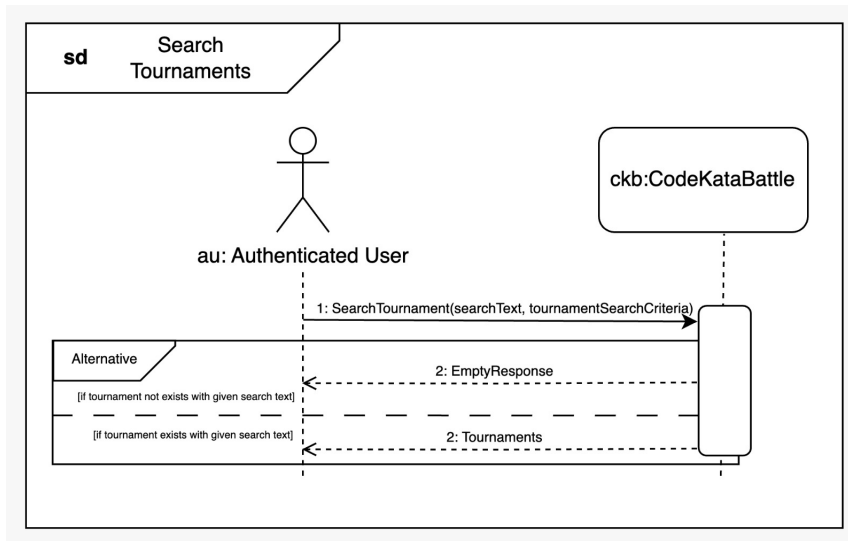 sd
Search
Tournaments
ckb:CodeKataBattle
au: Authenticated User
1: SearchTournament(searchText, tournamentSearchCriteria)
Alternative
2: EmptyResponse
[if tournament not exists with given search text]
[if tournament exists with given search text]
2: Tournaments